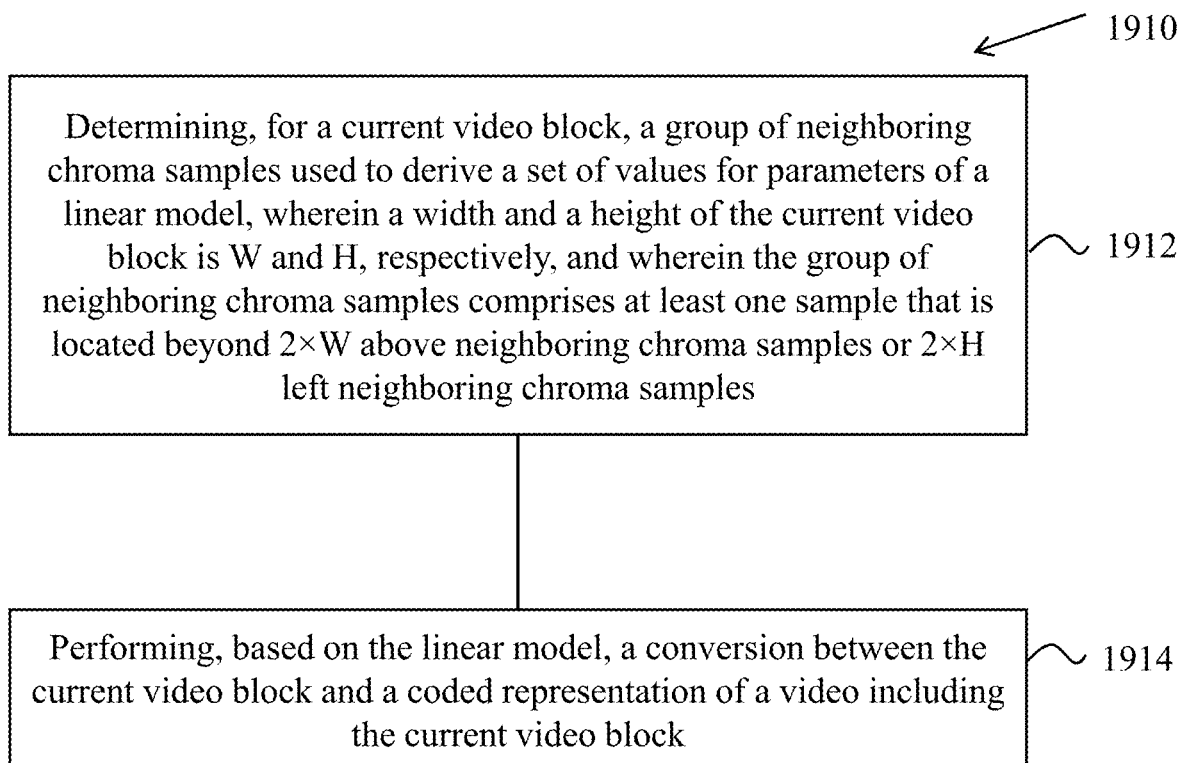 1910
Determining, for a current video block, a group of neighboring
chroma samples used to derive a set of values for parameters of a
linear model, wherein a width and a height of the current video
block is W and H, respectively, and wherein the group of
neighboring chroma samples comprises at least one sample that is
located beyond 2×W above neighboring chroma samples or 2×H
left neighboring chroma samples
1912
Performing, based on the linear model, a conversion between the
current video block and a coded representation of a video including
the current video block
1914